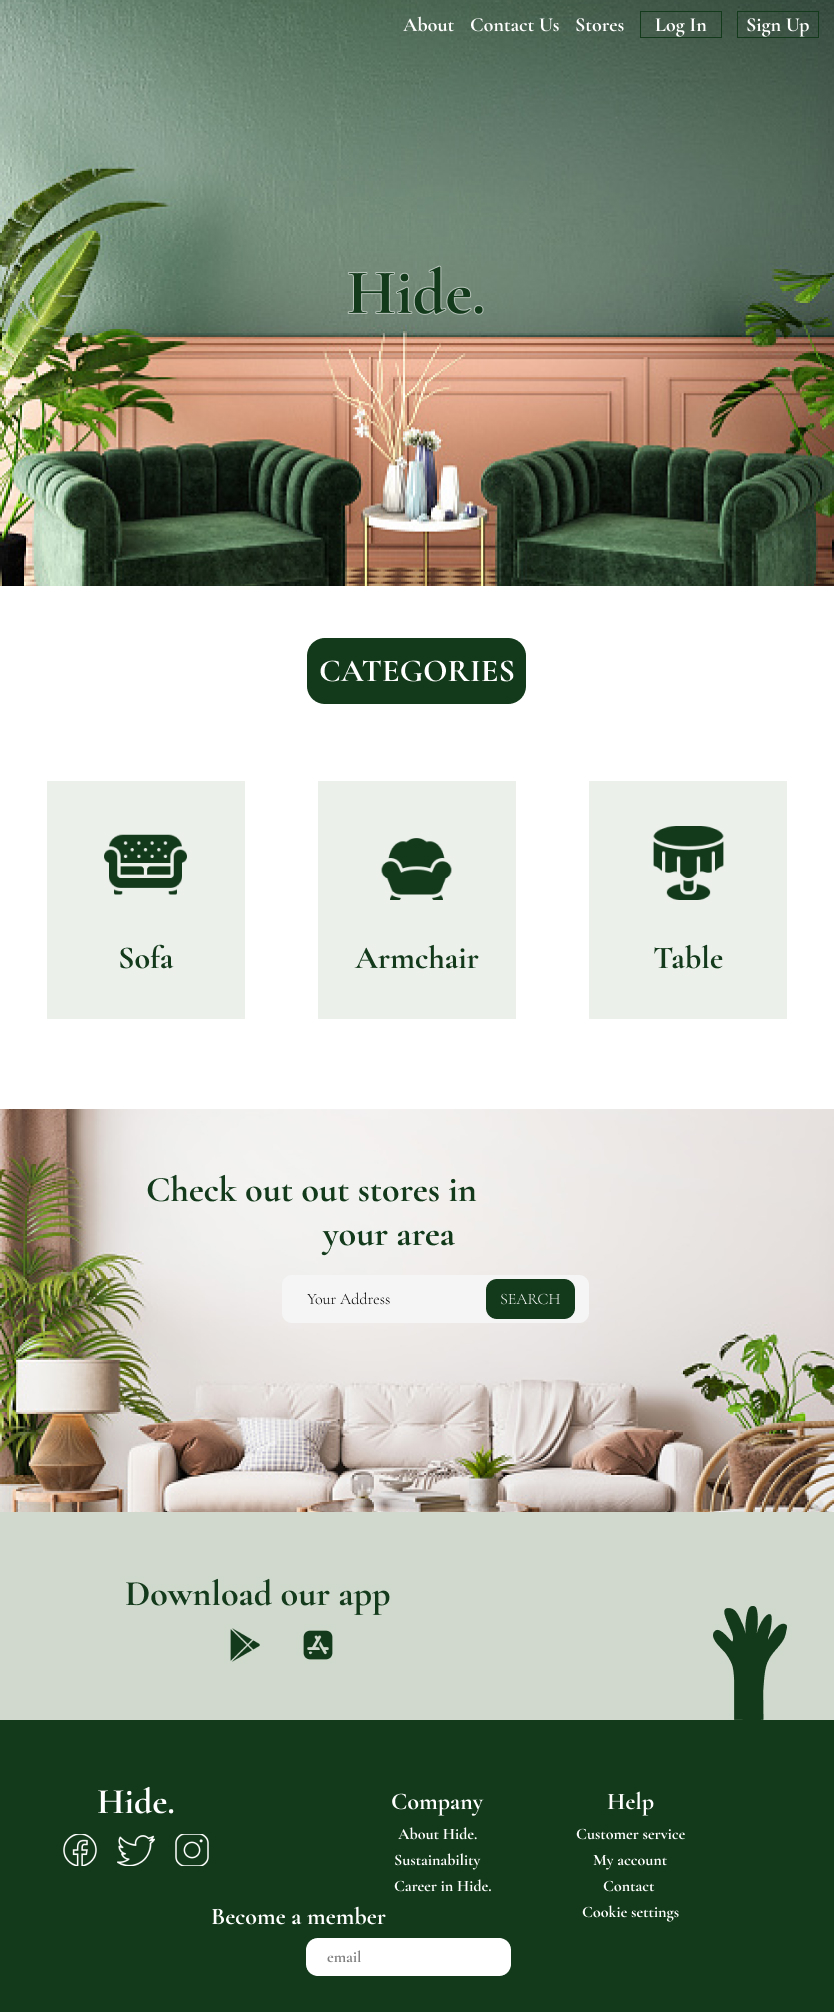 About Contact Us Stores Log In Sign Up
Hide.
CATEGORIES
Sofa Armchair Table
Check out out stores in
your area
Your Address SEARCH
Download our app
Hide.
Company
About Hide.
Sustainability
Career in Hide.
Help
Customer service
My account
Contact
Cookie settings
Become a member
email